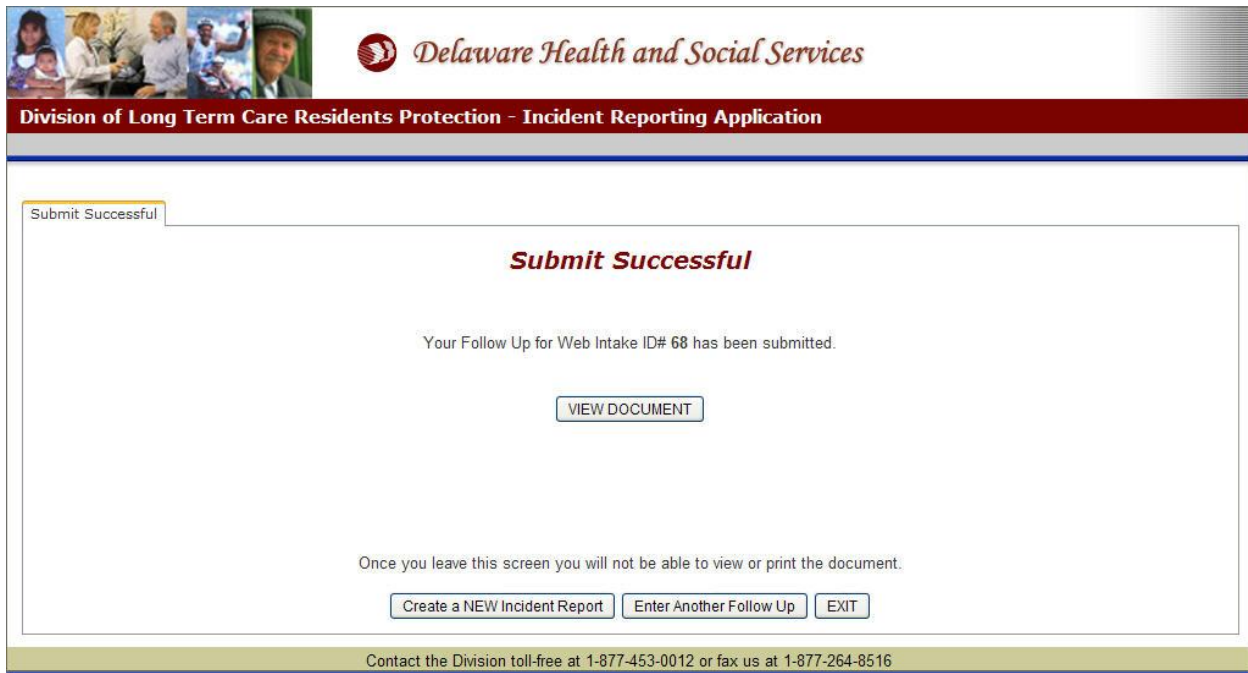 Delaware Health and Social Services
Division of Long Term Care Residents Protection - Incident Reporting Application
Submit Successful
Submit Successful
Your Follow Up for Web Intake ID# 68 has been submitted.
VIEW DOCUMENT
Once you leave this screen you will not be able to view or print the document.
Create a NEW Incident Report Enter Another Follow Up EXIT
Contact the Division toll-free at 1-877-453-0012 or fax us at 1-877-264-8516